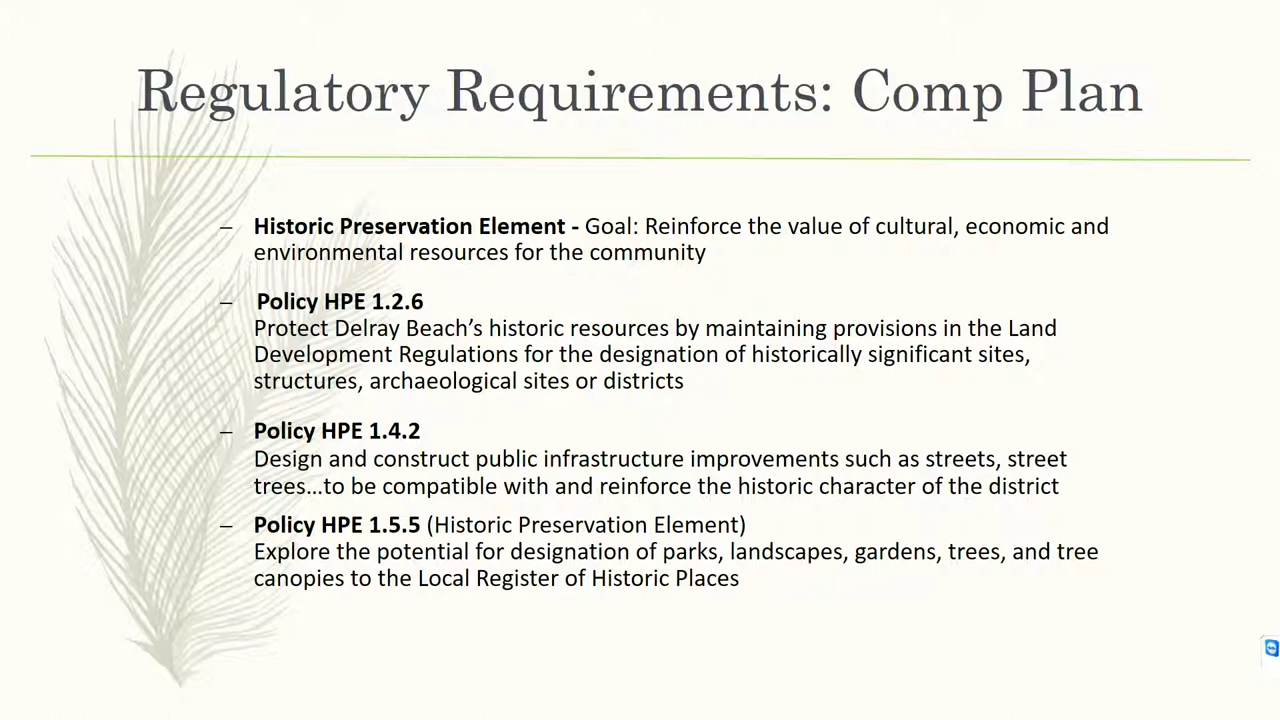 Regulatory Requirements: Comp Plan
– Historic Preservation Element - Goal: Reinforce the value of cultural, economic and
environmental resources for the community
– Policy HPE 1.2.6
Protect Delray Beach’s historic resources by maintaining provisions in the Land
Development Regulations for the designation of historically significant sites,
structures, archaeological sites or districts
– Policy HPE 1.4.2
Design and construct public infrastructure improvements such as streets, street
trees…to be compatible with and reinforce the historic character of the district
– Policy HPE 1.5.5 (Historic Preservation Element)
Explore the potential for designation of parks, landscapes, gardens, trees, and tree
canopies to the Local Register of Historic Places